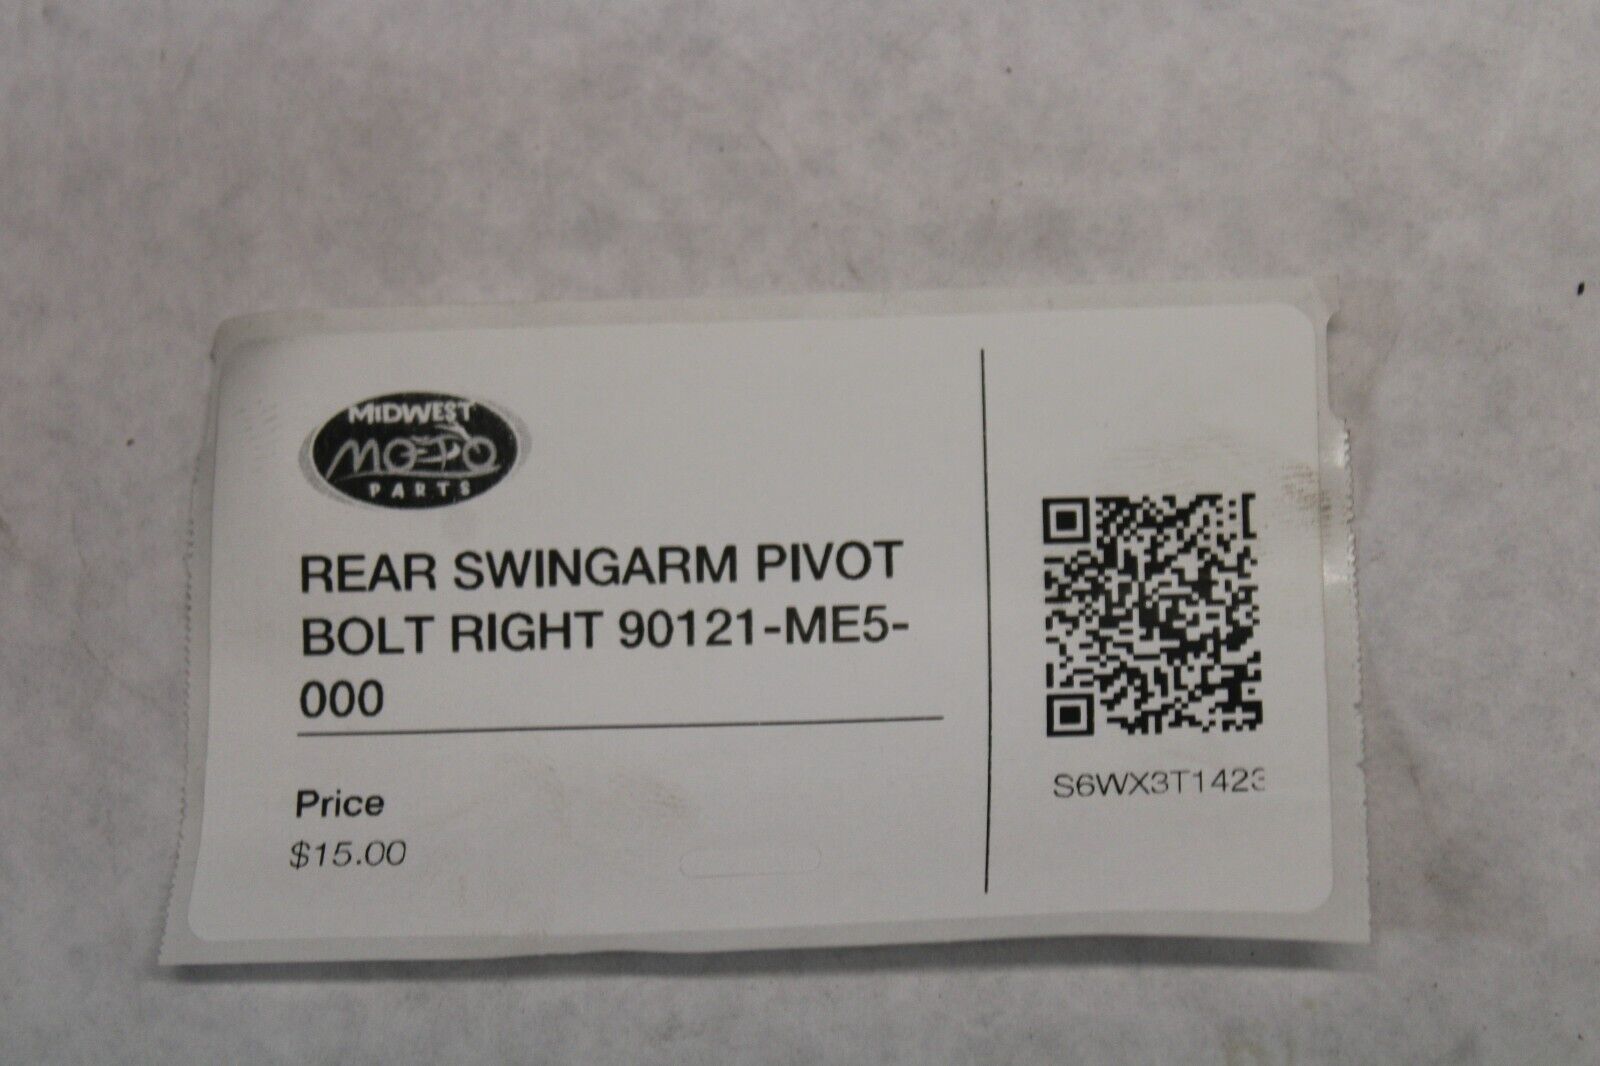 MIDWEST
MOTO
PARTS
REAR SWINGARM PIVOT
BOLT RIGHT 90121-ME5-
000
Price
$15.00
S6WX3T1423